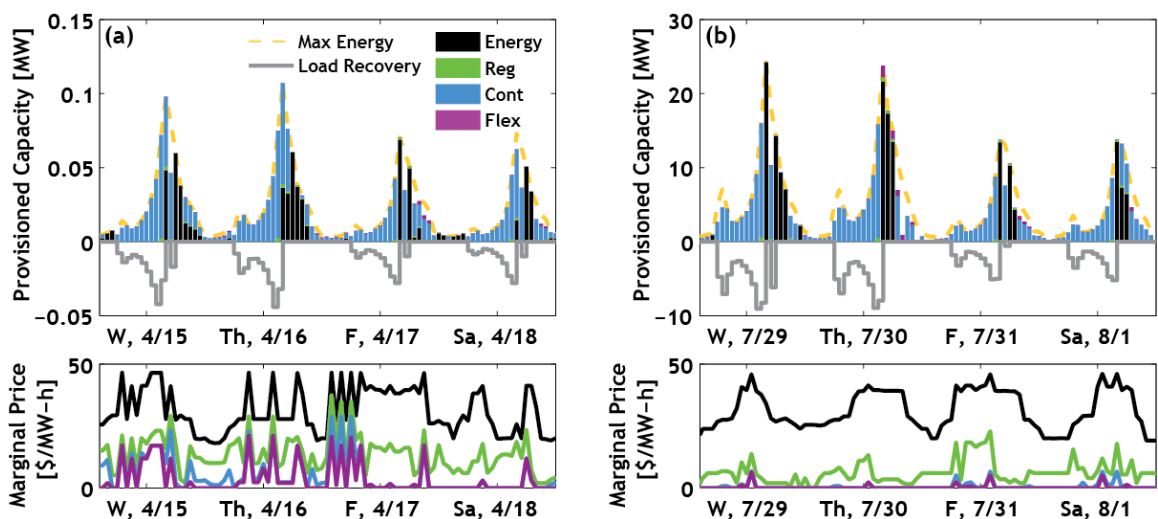 (a)
Provisioned Capacity [MW]
0.15
0.1
0.05
0
−0.05
Max Energy
Load Recovery
Energy
Reg
Cont
Flex
W, 4/15 Th, 4/16 F, 4/17 Sa, 4/18
Marginal Price
[$/MW-h]
50
0
W, 4/15 Th, 4/16 F, 4/17 Sa, 4/18
(b)
Provisioned Capacity [MW]
30
20
10
0
−10
W, 7/29 Th, 7/30 F, 7/31 Sa, 8/1
Marginal Price
[$/MW-h]
50
0
W, 7/29 Th, 7/30 F, 7/31 Sa, 8/1